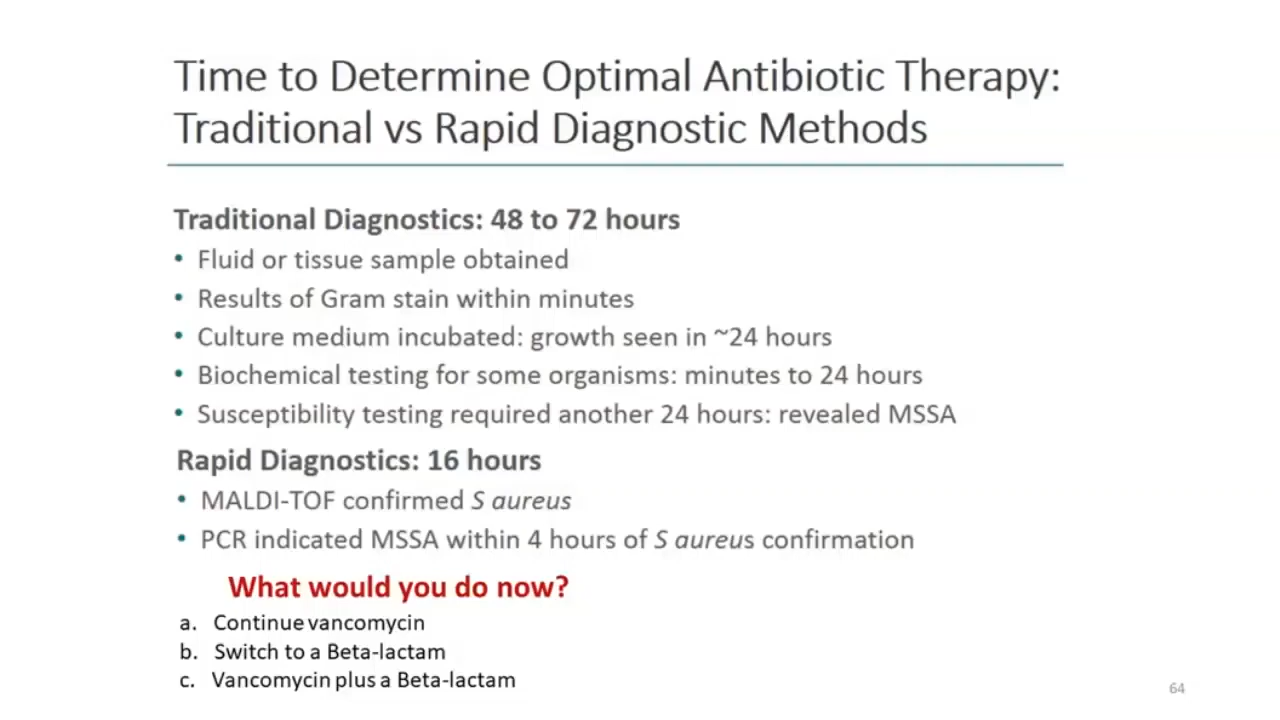 Time to Determine Optimal Antibiotic Therapy:
Traditional vs Rapid Diagnostic Methods
Traditional Diagnostics: 48 to 72 hours
• Fluid or tissue sample obtained
• Results of Gram stain within minutes
• Culture medium incubated: growth seen in ~24 hours
• Biochemical testing for some organisms: minutes to 24 hours
• Susceptibility testing required another 24 hours: revealed MSSA
Rapid Diagnostics: 16 hours
• MALDI-TOF confirmed S aureus
• PCR indicated MSSA within 4 hours of S aureus confirmation
What would you do now?
a. Continue vancomycin
b. Switch to a Beta-lactam
c. Vancomycin plus a Beta-lactam
64